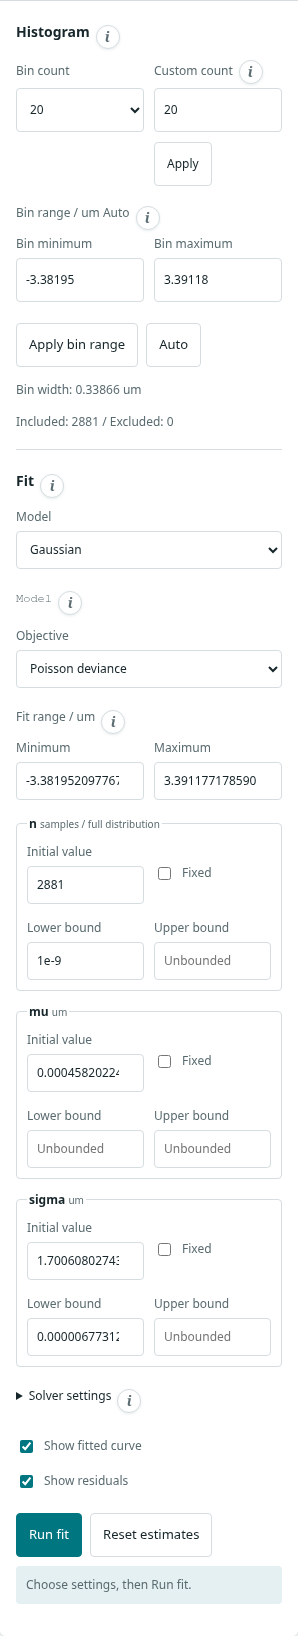 Histogram i
Bin count Custom count i
20 20
Apply
Bin range / um Auto i
Bin minimum Bin maximum
-3.38195 3.39118
Apply bin range Auto
Bin width: 0.33866 um
Included: 2881 / Excluded: 0
Fit i
Model
Gaussian
Model i
Objective
Poisson deviance
Fit range / um i
Minimum Maximum
-3.38195209776 3.391177178590
n samples / full distribution
Initial value
2881 Fixed
Lower bound Upper bound
1e-9 Unbounded
mu um
Initial value
0.0004582022 Fixed
Lower bound Upper bound
Unbounded Unbounded
sigma um
Initial value
1.7006080274 Fixed
Lower bound Upper bound
0.0000067731 Unbounded
Solver settings i
Show fitted curve
Show residuals
Run fit Reset estimates
Choose settings, then Run fit.